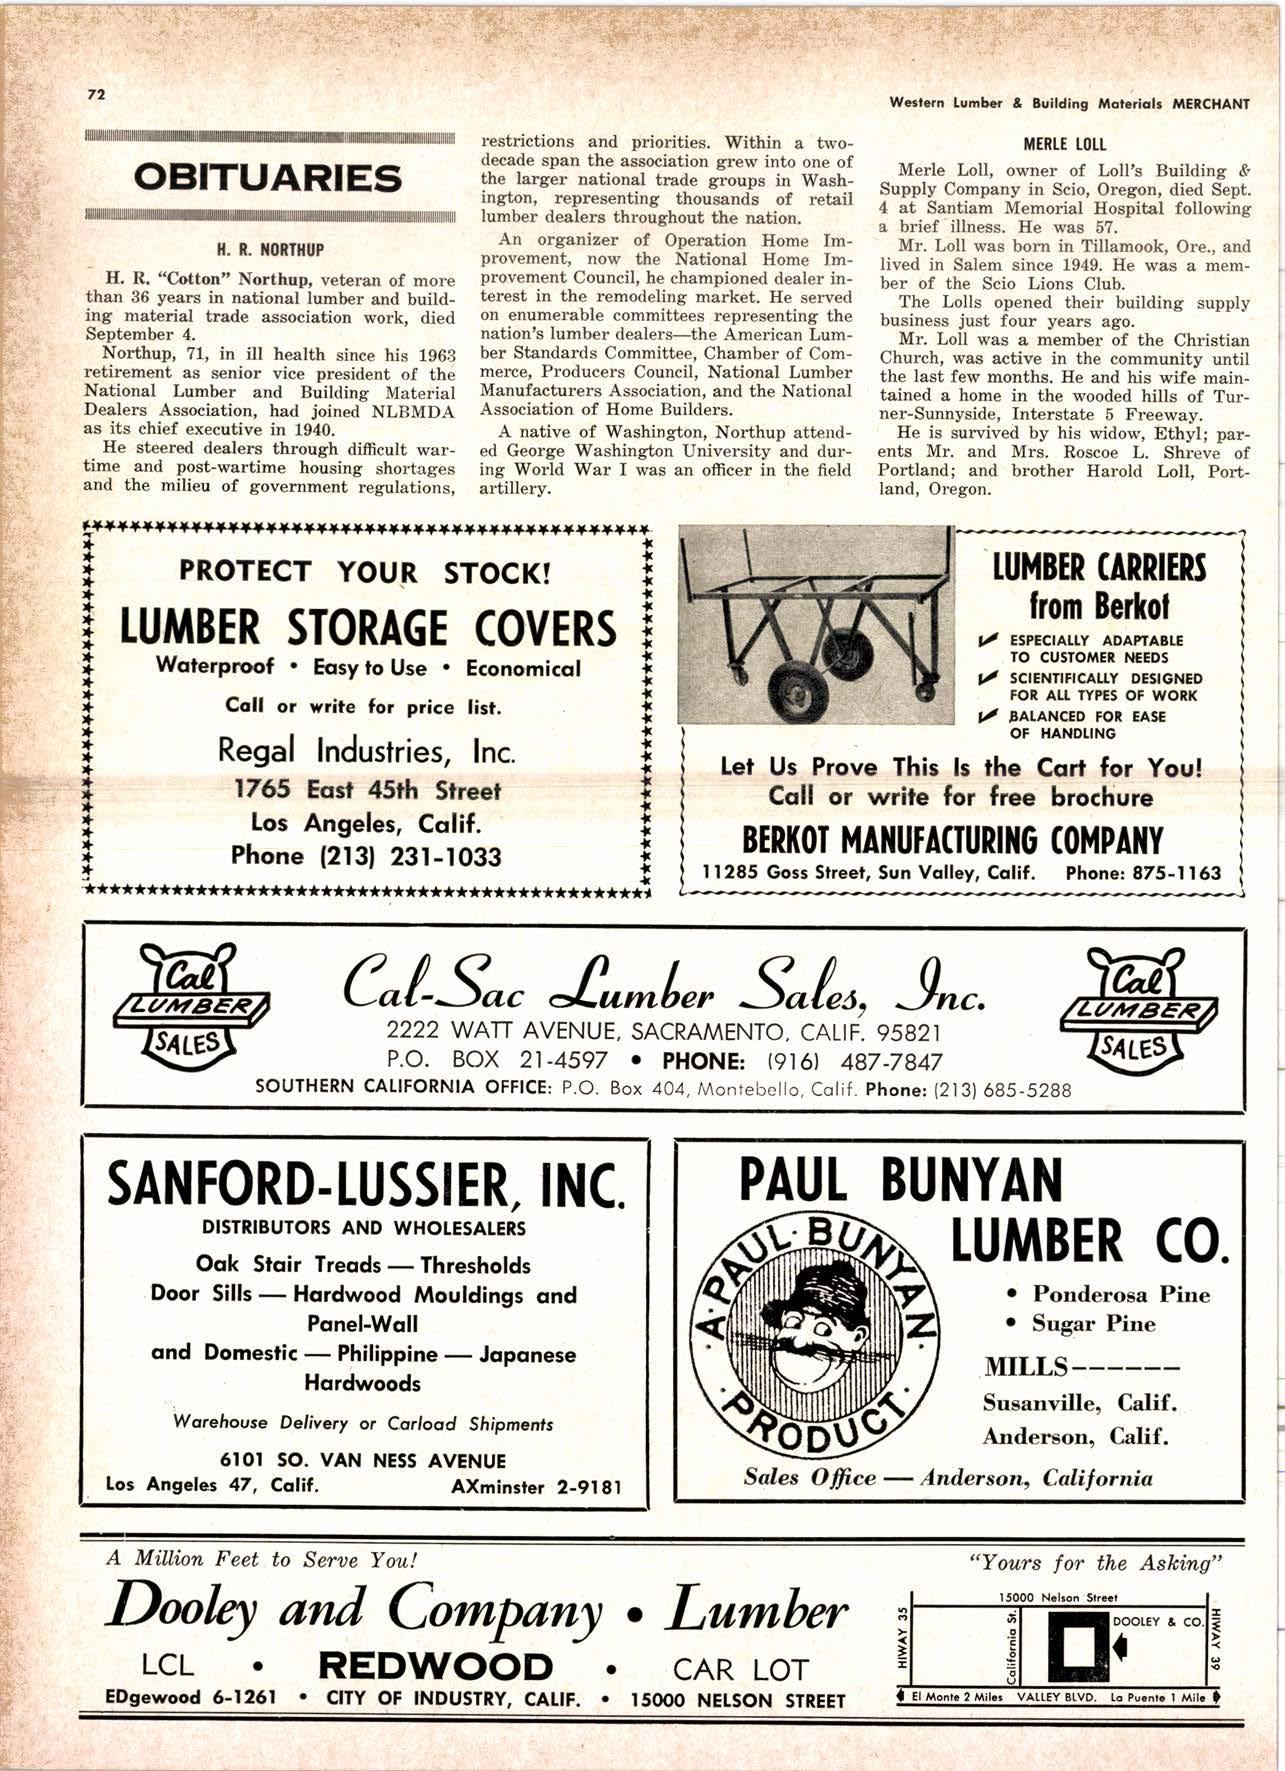 72
Western Lumber & Building Materials MERCHANT
OBITUARIES
H. R. NORTHUP
H. R. “Cotton” Northup, veteran of more
than 36 years in national lumber and build-
ing material trade association work, died
September 4.
Northup, 71, in ill health since his 1963
retirement as senior vice president of the
National Lumber and Building Material
Dealers Association, had joined NLBMDA
as its chief executive in 1940.
He steered dealers through difficult war-
time and post-wartime housing shortages
and the milieu of government regulations,
restrictions and priorities. Within a two-
decade span the association grew into one of
the larger national trade groups in Wash-
ington, representing thousands of retail
lumber dealers throughout the nation.
An organizer of Operation Home Im-
provement, now the National Home Im-
provement Council, he championed dealer in-
terest in the remodeling market. He served
on enumerable committees representing the
nation's lumber dealers—the American Lum-
ber Standards Committee, Chamber of Com-
merce, Producers Council, National Lumber
Manufacturers Association, and the National
Association of Home Builders.
A native of Washington, Northup attend-
ed George Washington University and dur-
ing World War I was an officer in the field
artillery.
MERLE LOLL
Merle Loll, owner of Loll's Building &
Supply Company in Scio, Oregon, died Sept.
4 at Santiam Memorial Hospital following
a brief illness. He was 57.
Mr. Loll was born in Tillamook, Ore., and
lived in Salem since 1949. He was a mem-
ber of the Scio Lions Club.
The Lolls opened their building supply
business just four years ago.
Mr. Loll was a member of the Christian
Church, was active in the community until
the last few months. He and his wife main-
tained a home in the wooded hills of Tur-
ner-Sunnyside, Interstate 5 Freeway.
He is survived by his widow, Ethyl; par-
ents Mr. and Mrs. Roscoe L. Shreve of
Portland; and brother Harold Loll, Port-
land, Oregon.
PROTECT YOUR STOCK!
LUMBER STORAGE COVERS
Waterproof • Easy to Use • Economical
Call or write for price list.
Regal Industries, Inc.
1765 East 45th Street
Los Angeles, Calif.
Phone (213) 231-1033
LUMBER CARRIERS
from Berkot
ESPECIALLY ADAPTABLE
TO CUSTOMER NEEDS
SCIENTIFICALLY DESIGNED
FOR ALL TYPES OF WORK
BALANCED FOR EASE
OF HANDLING
Let Us Prove This Is the Cart for You!
Call or write for free brochure
BERKOT MANUFACTURING COMPANY
11285 Goss Street, Sun Valley, Calif. Phone: 875-1163
Cal
LUMBER
SALES
Cal-Sac Lumber Sales, Inc.
2222 WATT AVENUE, SACRAMENTO, CALIF. 95821
P.O. BOX 21-4597 • PHONE: (916) 487-7847
SOUTHERN CALIFORNIA OFFICE: P.O. Box 404, Montebello, Calif. Phone: (213) 685-5288
Cal
LUMBER
SALES
SANFORD-LUSSIER, INC.
DISTRIBUTORS AND WHOLESALERS
Oak Stair Treads — Thresholds
Door Sills — Hardwood Mouldings and
Panel-Wall
and Domestic — Philippine — Japanese
Hardwoods
Warehouse Delivery or Carload Shipments
6101 SO. VAN NESS AVENUE
Los Angeles 47, Calif. AXminster 2-9181
PAUL BUNYAN
LUMBER CO.
A·PAUL·BUNYAN·
PRODUCT·
• Ponderosa Pine
• Sugar Pine
MILLS——————
Susanville, Calif.
Anderson, Calif.
Sales Office — Anderson, California
A Million Feet to Serve You!
Dooley and Company • Lumber
LCL • REDWOOD • CAR LOT
EDgewood 6-1261 • CITY OF INDUSTRY, CALIF. • 15000 NELSON STREET
“Yours for the Asking”
15000 Nelson Street
HIWAY 35
California St.
DOOLEY & CO.
HIWAY 39
El Monte 2 Miles VALLEY BLVD. La Puente 1 Mile